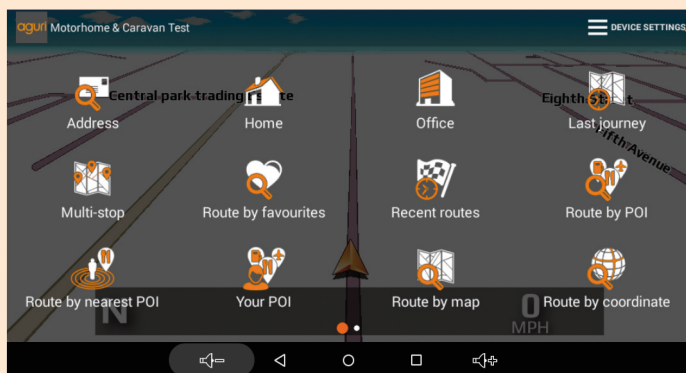 aguri Motorhome & Caravan Test
DEVICE SETTINGS
Central park trading
te
Eighth St
t
Address
Home
Office
Last journey
Fifth Avenue
Multi-stop
Route by favourites
Recent routes
Route by POI
Route by nearest POI
Your POI
Route by map
Route by coordinate
N
0
MPH